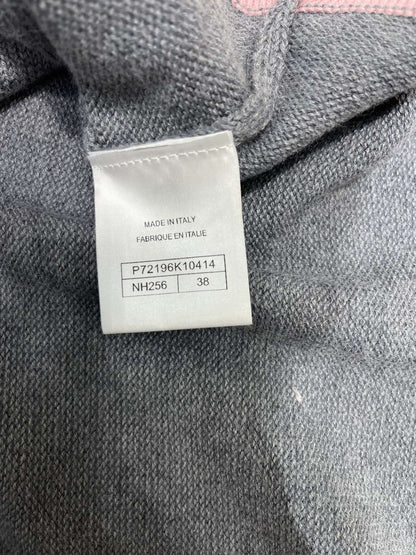 MADE IN ITALY
FABRIQUE EN ITALIE
P72196K10414
NH256 38